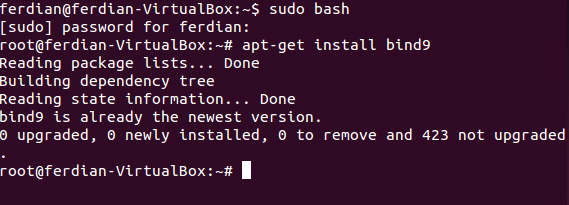 ferdian@ferdian-VirtualBox:~$ sudo bash
[sudo] password for ferdian:
root@ferdian-VirtualBox:~# apt-get install bind9
Reading package lists... Done
Building dependency tree
Reading state information... Done
bind9 is already the newest version.
0 upgraded, 0 newly installed, 0 to remove and 423 not upgraded
.
root@ferdian-VirtualBox:~#